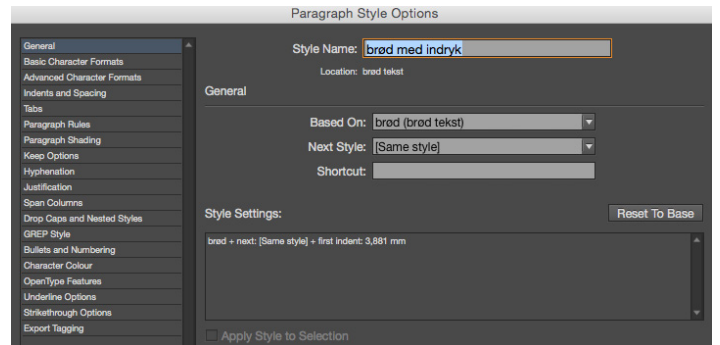 Paragraph Style Options
General
Basic Character Formats
Advanced Character Formats
Indents and Spacing
Tabs
Paragraph Rules
Paragraph Shading
Keep Options
Hyphenation
Justification
Span Columns
Drop Caps and Nested Styles
GREP Style
Bullets and Numbering
Character Colour
OpenType Features
Underline Options
Strikethrough Options
Export Tagging
Style Name: brød med indryk
Location: brød tekst
General
Based On: brød (brød tekst)
Next Style: [Same style]
Shortcut:
Style Settings: Reset To Base
brød + next: [Same style] + first indent: 3,881 mm
Apply Style to Selection